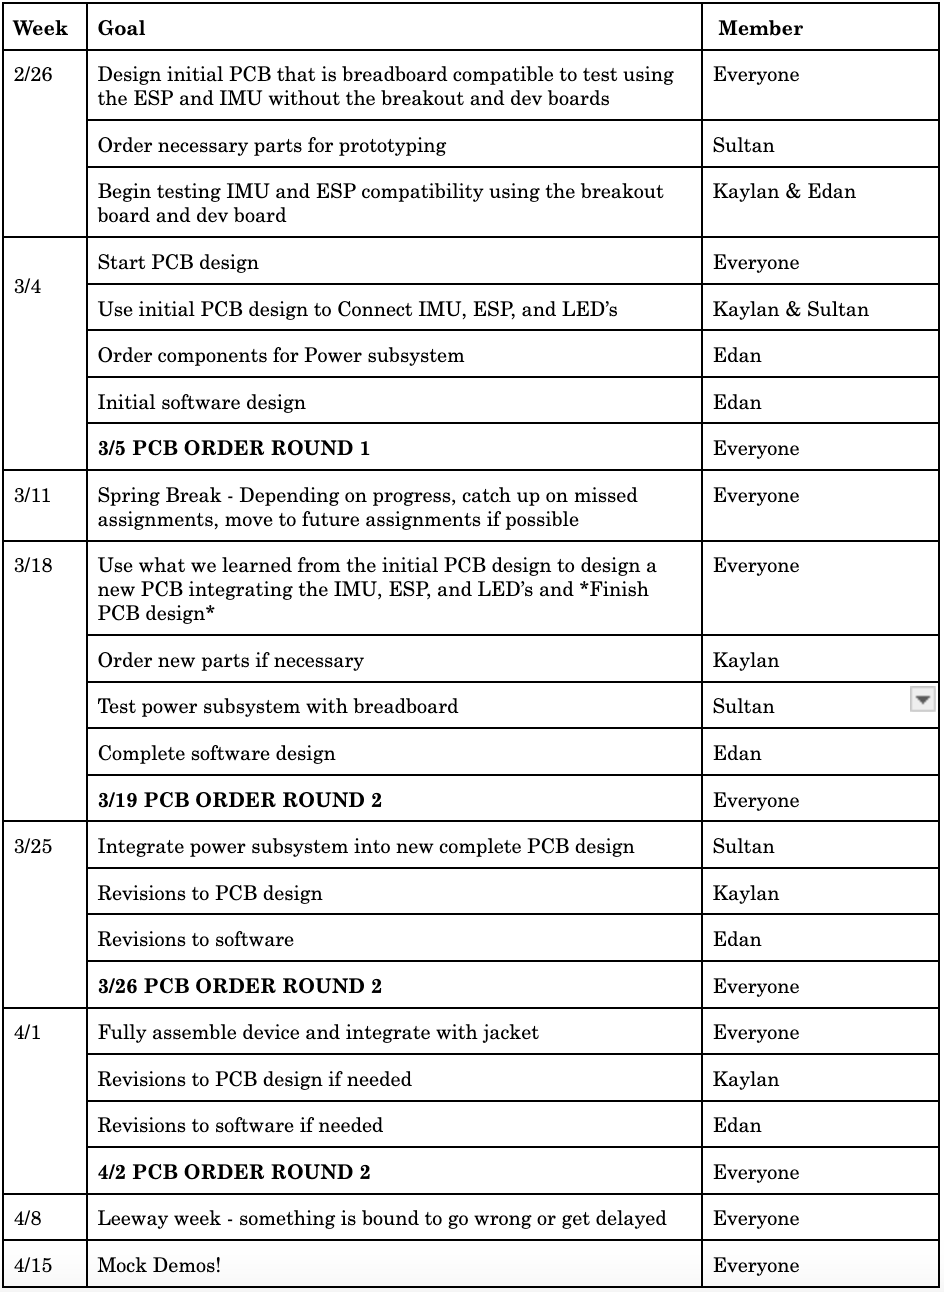 Week Goal Member
2/26 Design initial PCB that is breadboard compatible to test using Everyone
the ESP and IMU without the breakout and dev boards
Order necessary parts for prototyping Sultan
Begin testing IMU and ESP compatibility using the breakout Kaylan & Edan
board and dev board
Start PCB design Everyone
3/4
Use initial PCB design to Connect IMU, ESP, and LED’s Kaylan & Sultan
Order components for Power subsystem Edan
Initial software design Edan
3/5 PCB ORDER ROUND 1 Everyone
3/11 Spring Break - Depending on progress, catch up on missed Everyone
assignments, move to future assignments if possible
3/18 Use what we learned from the initial PCB design to design a Everyone
new PCB integrating the IMU, ESP, and LED’s and *Finish
PCB design*
Order new parts if necessary Kaylan
Test power subsystem with breadboard Sultan
Complete software design Edan
3/19 PCB ORDER ROUND 2 Everyone
3/25 Integrate power subsystem into new complete PCB design Sultan
Revisions to PCB design Kaylan
Revisions to software Edan
3/26 PCB ORDER ROUND 2 Everyone
4/1 Fully assemble device and integrate with jacket Everyone
Revisions to PCB design if needed Kaylan
Revisions to software if needed Edan
4/2 PCB ORDER ROUND 2 Everyone
4/8 Leeway week - something is bound to go wrong or get delayed Everyone
4/15 Mock Demos! Everyone